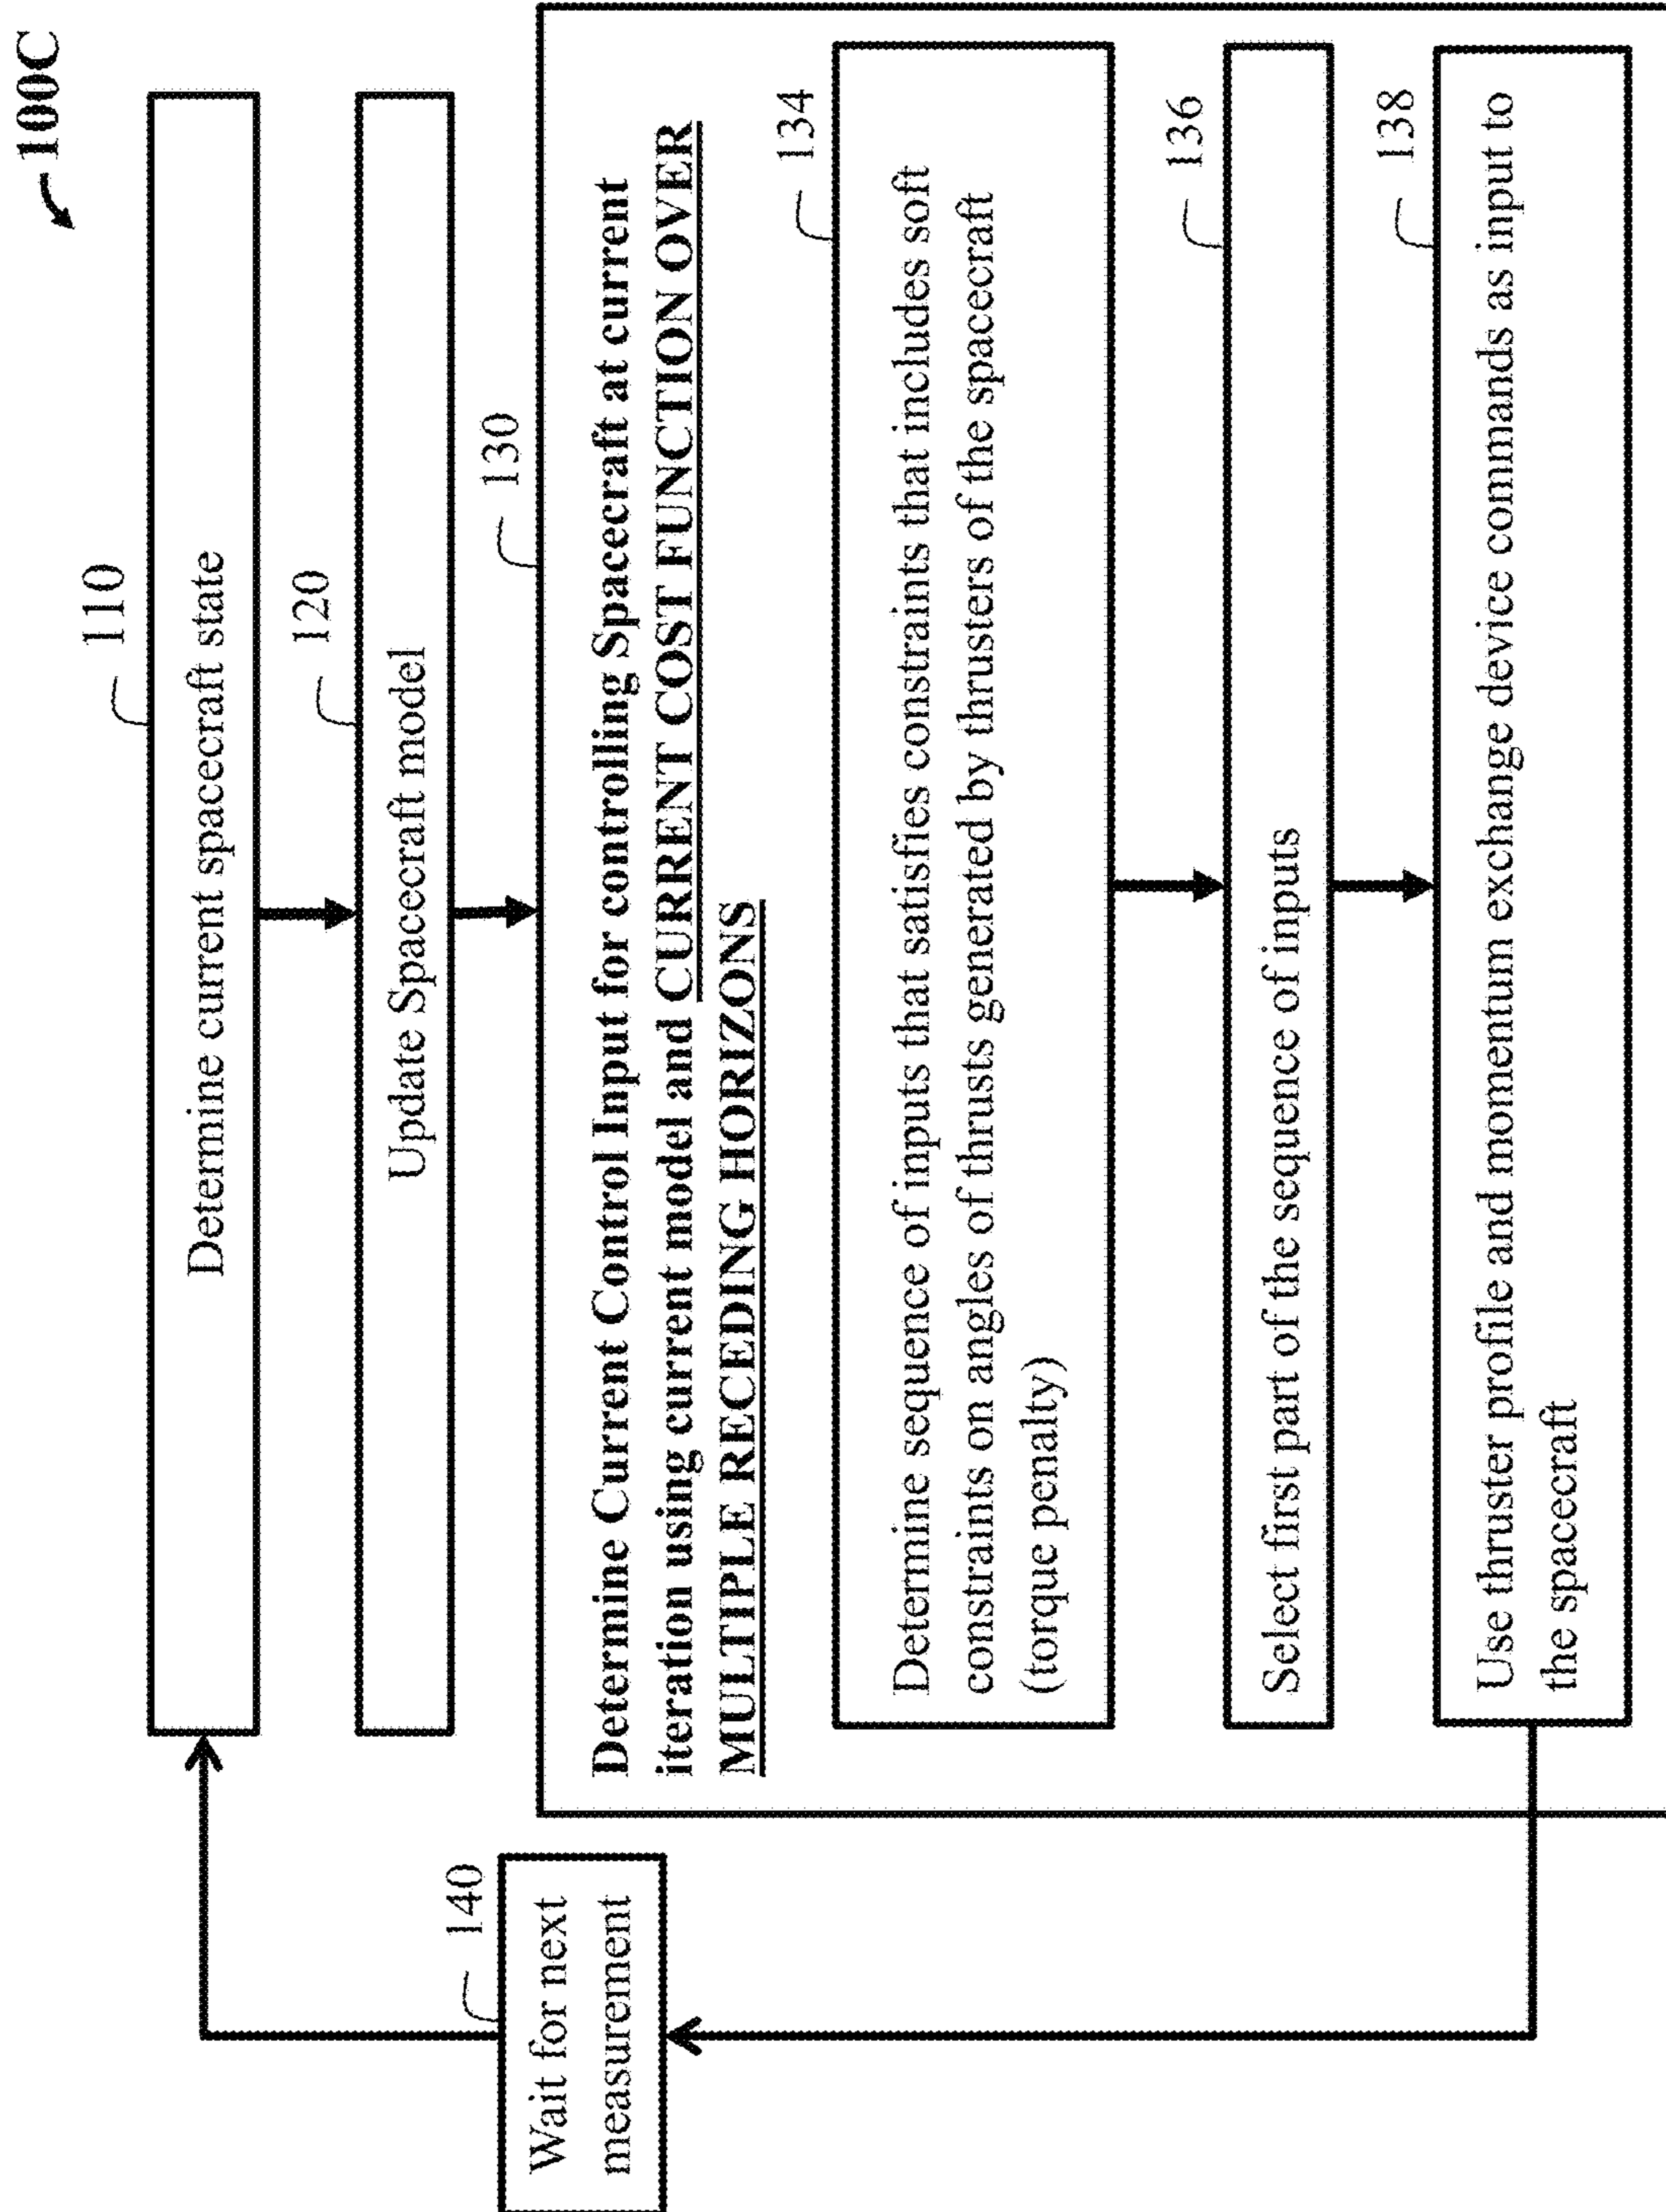 100C
110
Determine current spacecraft state
120
Update Spacecraft model
130
Determine Current Control Input for controlling Spacecraft at current
iteration using current model and CURRENT COST FUNCTION OVER
MULTIPLE RECEDING HORIZONS
134
Determine sequence of inputs that satisfies constraints that includes soft
constraints on angles of thrusts generated by thrusters of the spacecraft
(torque penalty)
136
Select first part of the sequence of inputs
138
Use thruster profile and momentum exchange device commands as input to
the spacecraft
140
Wait for next
measurement